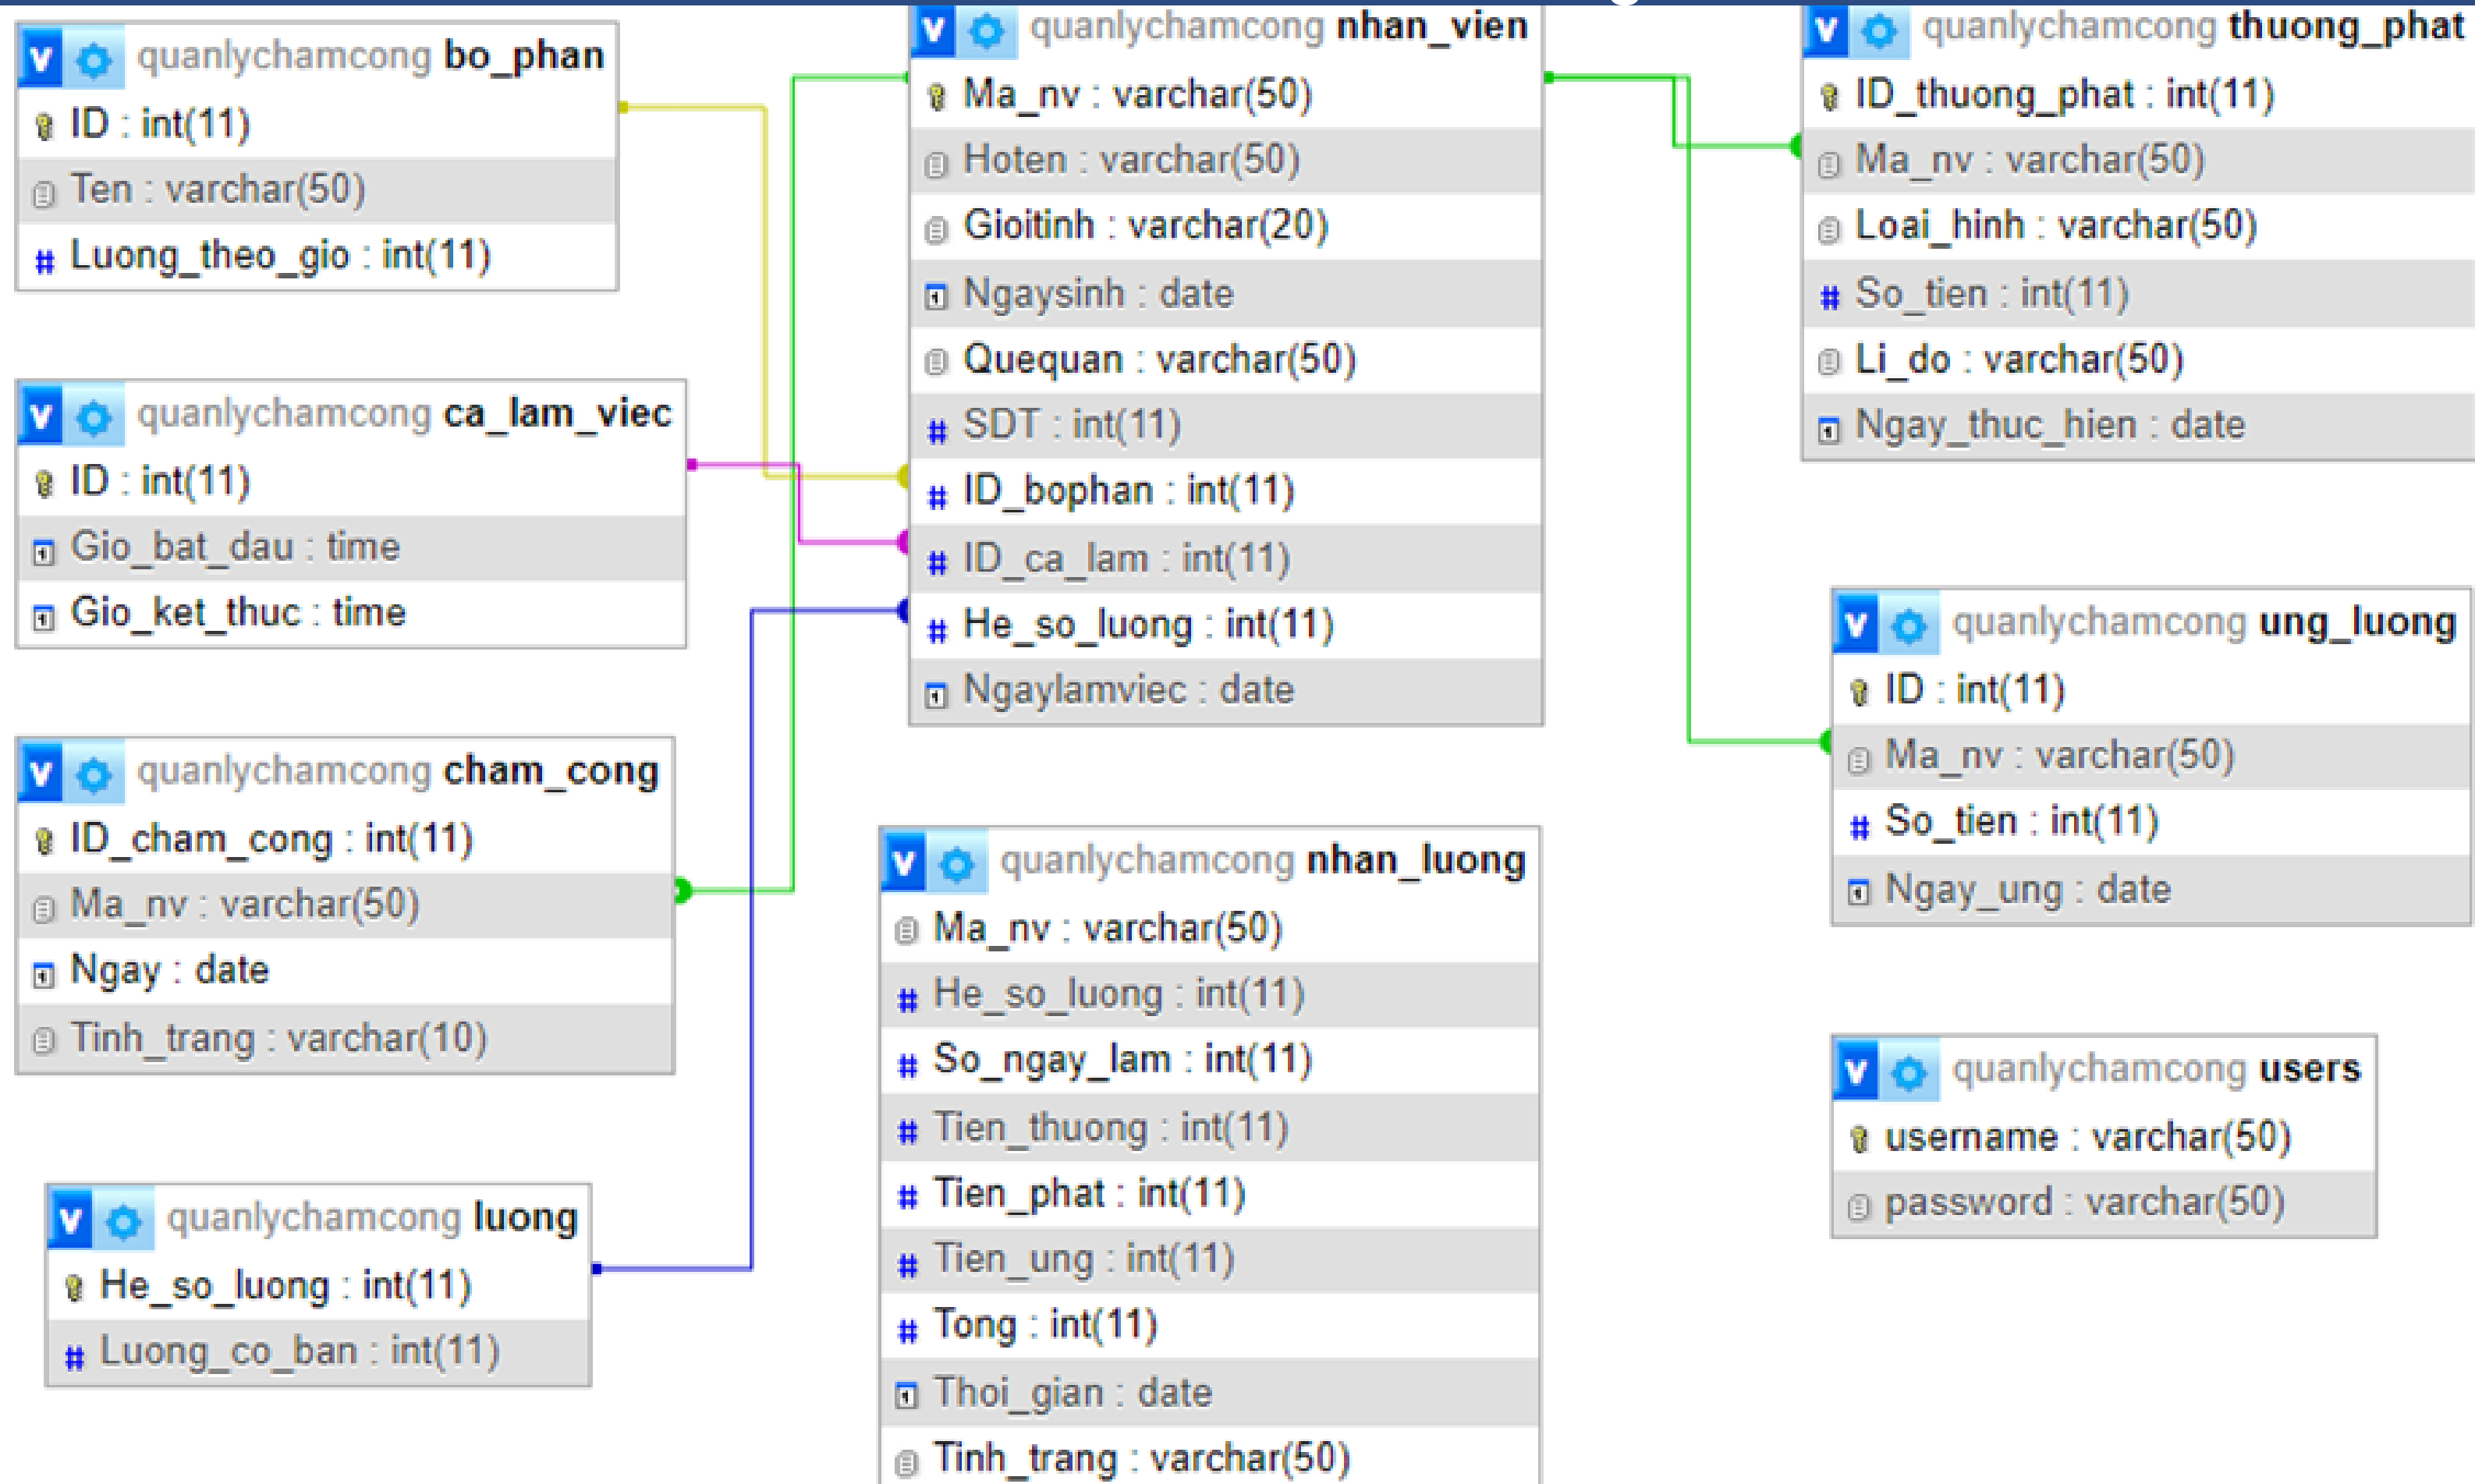 quanlychamcong bo_phan
ID : int(11)
Ten : varchar(50)
Luong_theo_gio : int(11)
quanlychamcong ca_lam_viec
ID : int(11)
Gio_bat_dau : time
Gio_ket_thuc : time
quanlychamcong cham_cong
ID_cham_cong : int(11)
Ma_nv : varchar(50)
Ngay : date
Tinh_trang : varchar(10)
quanlychamcong luong
He_so_luong : int(11)
Luong_co_ban : int(11)
quanlychamcong nhan_vien
Ma_nv : varchar(50)
Hoten : varchar(50)
Gioitinh : varchar(20)
Ngaysinh : date
Quequan : varchar(50)
SDT : int(11)
ID_bophan : int(11)
ID_ca_lam : int(11)
He_so_luong : int(11)
Ngaylamviec : date
quanlychamcong nhan_luong
Ma_nv : varchar(50)
He_so_luong : int(11)
So_ngay_lam : int(11)
Tien_thuong : int(11)
Tien_phat : int(11)
Tien_ung : int(11)
Tong : int(11)
Thoi_gian : date
Tinh_trang : varchar(50)
quanlychamcong thuong_phat
ID_thuong_phat : int(11)
Ma_nv : varchar(50)
Loai_hinh : varchar(50)
So_tien : int(11)
Li_do : varchar(50)
Ngay_thuc_hien : date
quanlychamcong ung_luong
ID : int(11)
Ma_nv : varchar(50)
So_tien : int(11)
Ngay_ung : date
quanlychamcong users
username : varchar(50)
password : varchar(50)